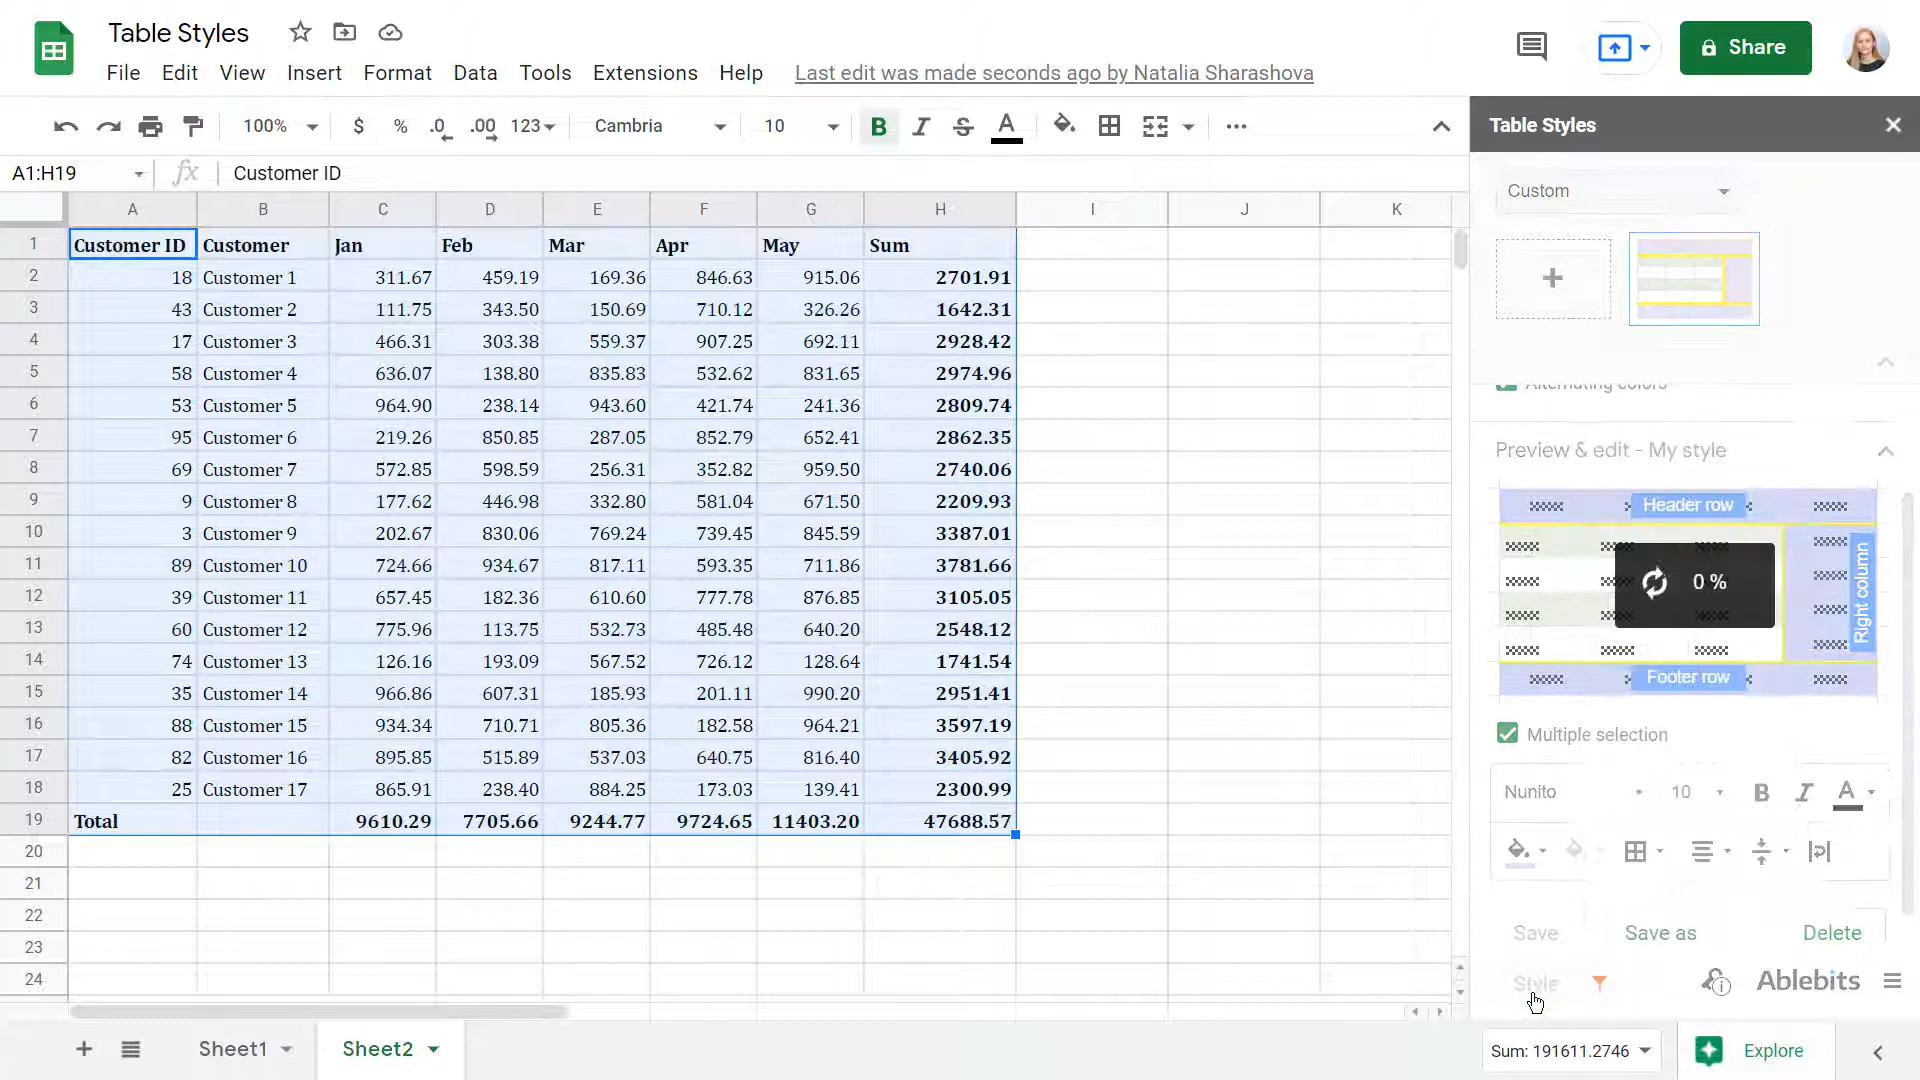 Table Styles
File Edit View Insert Format Data Tools Extensions Help Last edit was made seconds ago by Natalia Sharashova
Share
100% $ % .0 .00 123 Cambria 10 B I S A
A1:H19 fx Customer ID
A B C D E F G H I J K
1 Customer ID Customer Jan Feb Mar Apr May Sum
2 18 Customer 1 311.67 459.19 169.36 846.63 915.06 2701.91
3 43 Customer 2 111.75 343.50 150.69 710.12 326.26 1642.31
4 17 Customer 3 466.31 303.38 559.37 907.25 692.11 2928.42
5 58 Customer 4 636.07 138.80 835.83 532.62 831.65 2974.96
6 53 Customer 5 964.90 238.14 943.60 421.74 241.36 2809.74
7 95 Customer 6 219.26 850.85 287.05 852.79 652.41 2862.35
8 69 Customer 7 572.85 598.59 256.31 352.82 959.50 2740.06
9 9 Customer 8 177.62 446.98 332.80 581.04 671.50 2209.93
10 3 Customer 9 202.67 830.06 769.24 739.45 845.59 3387.01
11 89 Customer 10 724.66 934.67 817.11 593.35 711.86 3781.66
12 39 Customer 11 657.45 182.36 610.60 777.78 876.85 3105.05
13 60 Customer 12 775.96 113.75 532.73 485.48 640.20 2548.12
14 74 Customer 13 126.16 193.09 567.52 726.12 128.64 1741.54
15 35 Customer 14 966.86 607.31 185.93 201.11 990.20 2951.41
16 88 Customer 15 934.34 710.71 805.36 182.58 964.21 3597.19
17 82 Customer 16 895.85 515.89 537.03 640.75 816.40 3405.92
18 25 Customer 17 865.91 238.40 884.25 173.03 139.41 2300.99
19 Total 9610.29 7705.66 9244.77 9724.65 11403.20 47688.57
20
21
22
23
24
Sheet1 Sheet2
Sum: 191611.2746 Explore
Table Styles
Custom
+
Alternating colors
Preview & edit - My style
Header row
Right column
0 %
Footer row
Multiple selection
Nunito 10 B I A
Save Save as Delete
Style Ablebits